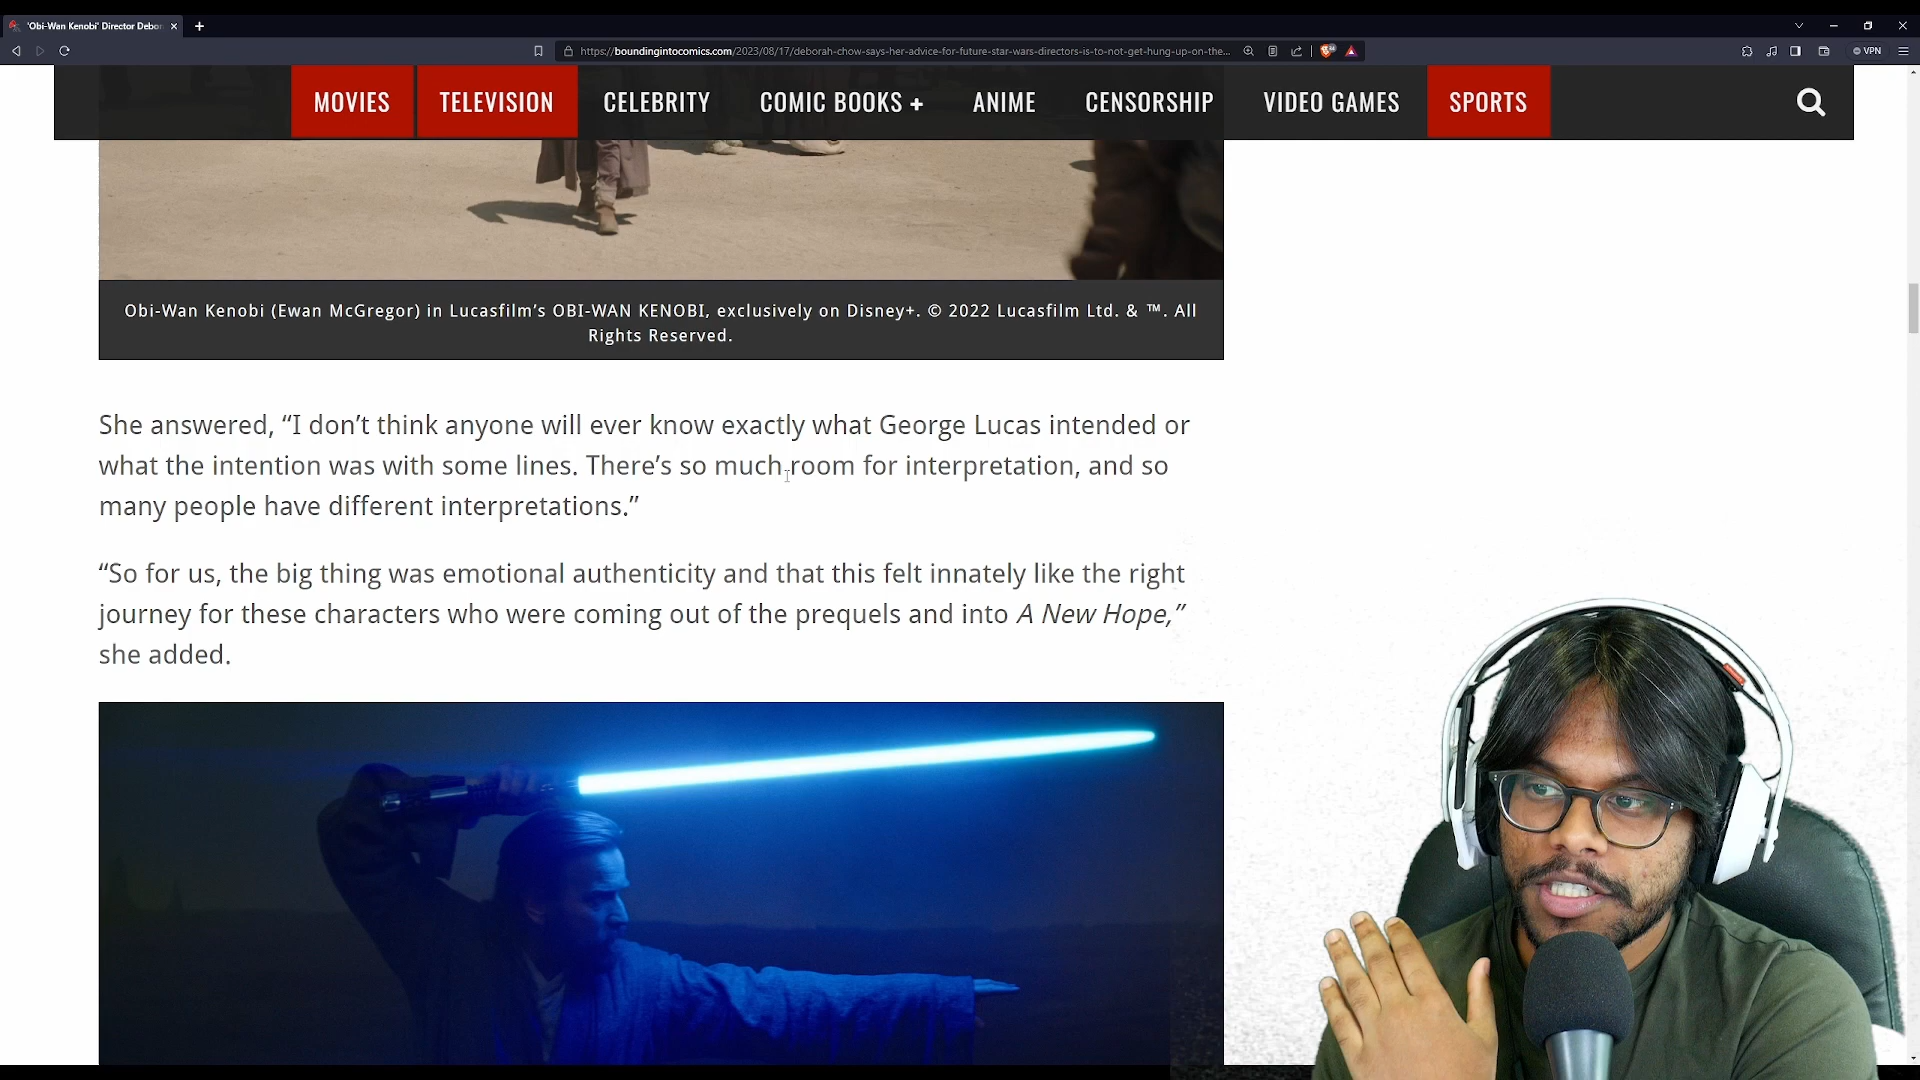 'Obi-Wan Kenobi' Director Debor
https://boundingintocomics.com/2023/08/17/deborah-chow-says-her-advice-for-future-star-wars-directors-is-to-not-get-hung-up-on-the...
VPN
MOVIES TELEVISION CELEBRITY COMIC BOOKS + ANIME CENSORSHIP VIDEO GAMES SPORTS
Obi-Wan Kenobi (Ewan McGregor) in Lucasfilm’s OBI-WAN KENOBI, exclusively on Disney+. © 2022 Lucasfilm Ltd. & ™. All
Rights Reserved.
She answered, “I don’t think anyone will ever know exactly what George Lucas intended or
what the intention was with some lines. There’s so much room for interpretation, and so
many people have different interpretations.”
“So for us, the big thing was emotional authenticity and that this felt innately like the right
journey for these characters who were coming out of the prequels and into A New Hope,”
she added.